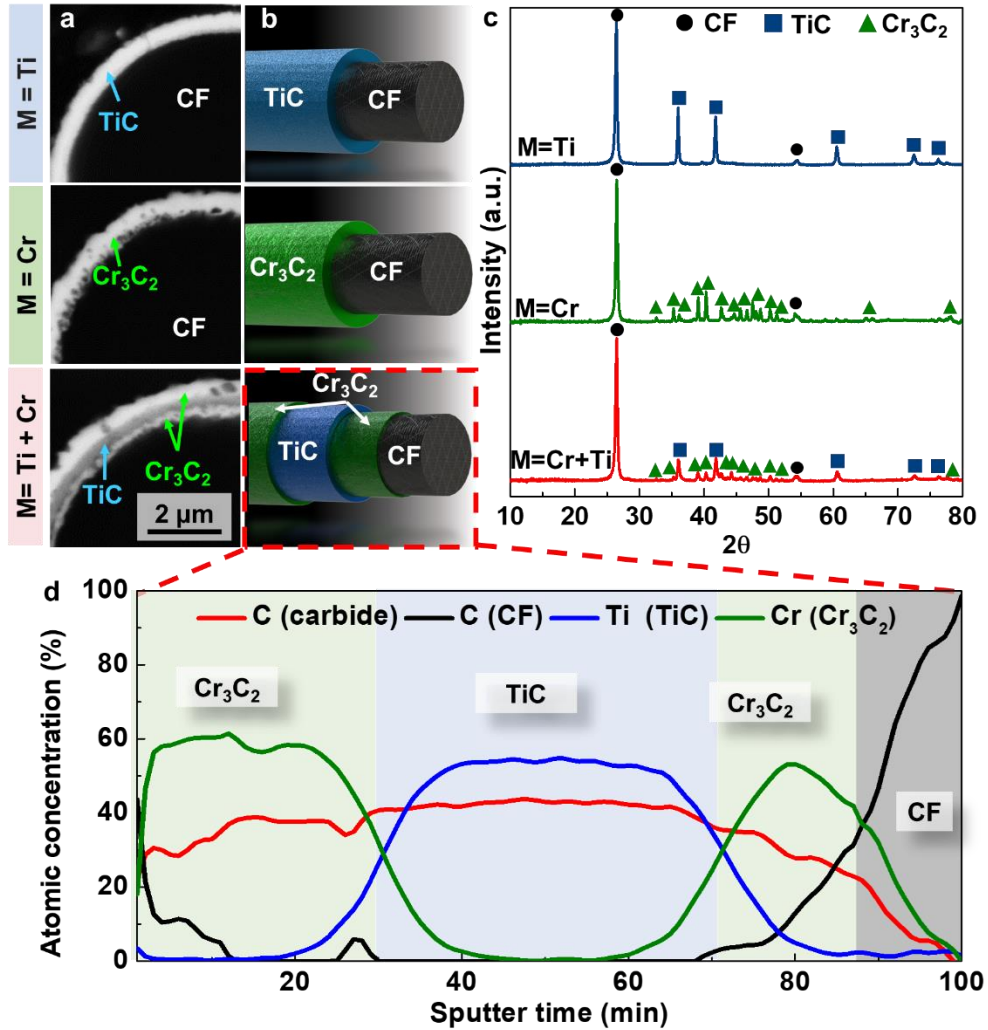 a
b
c
M = Ti
M = Cr
M= Ti + Cr
CF
TiC
CF
Cr₃C₂
TiC
Cr₃C₂
2 µm
TiC
CF
Cr₃C₂
CF
Cr₃C₂
TiC
CF
CF
TiC
Cr₃C₂
M=Ti
M=Cr
M=Cr+Ti
Intensity (a.u.)
10 20 30 40 50 60 70 80
2θ
d
C (carbide) C (CF) Ti (TiC) Cr (Cr₃C₂)
Cr₃C₂
TiC
Cr₃C₂
CF
100
80
60
40
20
0
Atomic concentration (%)
20 40 60 80 100
Sputter time (min)